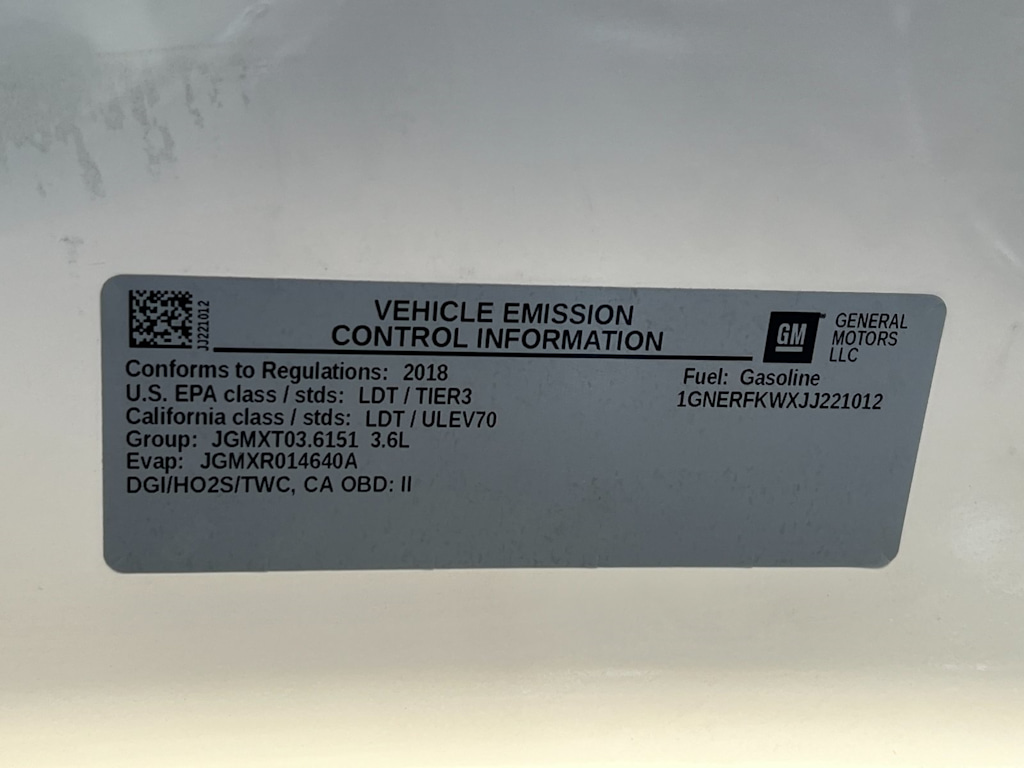 JJ221012
VEHICLE EMISSION
CONTROL INFORMATION
GM
GENERAL
MOTORS
LLC
Conforms to Regulations: 2018
U.S. EPA class / stds: LDT / TIER3
California class / stds: LDT / ULEV70
Group: JGMXT03.6151 3.6L
Evap: JGMXR014640A
DGI/HO2S/TWC, CA OBD: II
Fuel: Gasoline
1GNERFKWXJJ221012